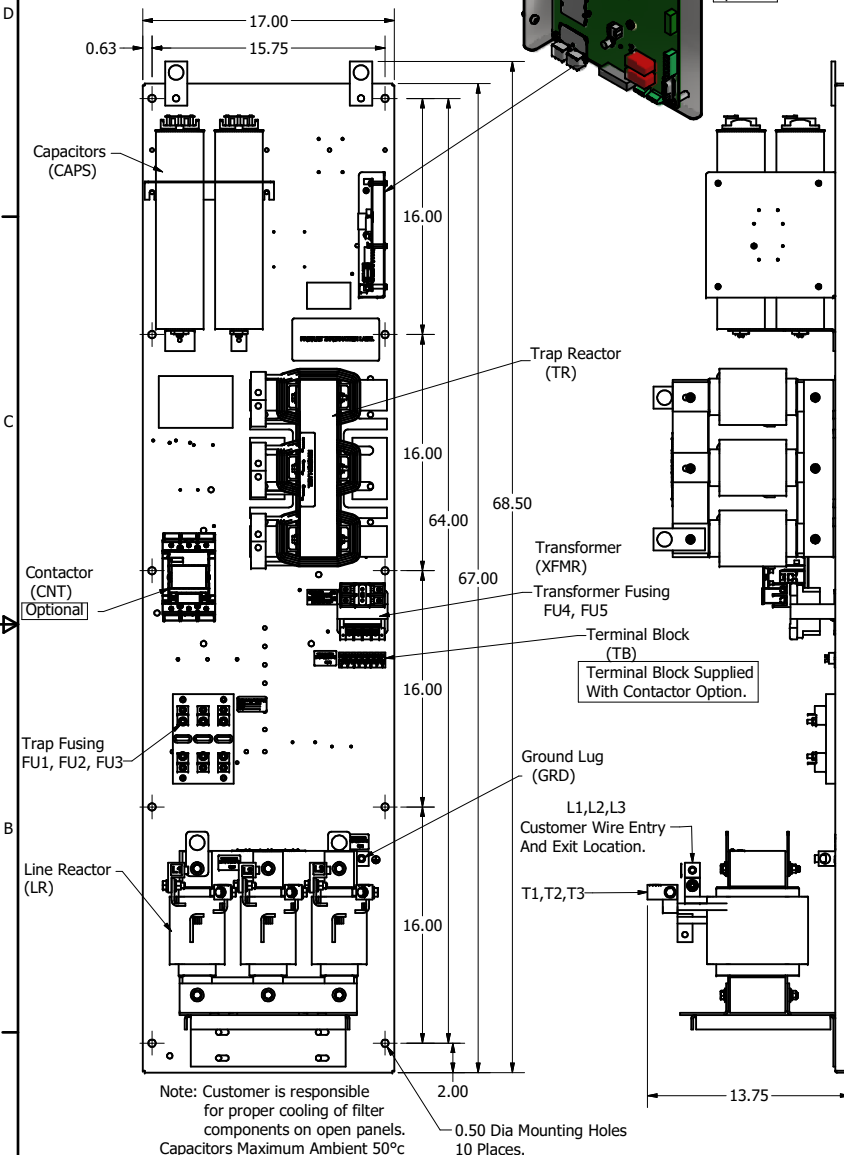 D
17.00
0.63
15.75
Capacitors
(CAPS)
16.00
Trap Reactor
(TR)
C
16.00
68.50
64.00
67.00
Transformer
(XFMR)
Contactor
(CNT)
Optional
Transformer Fusing
FU4, FU5
Terminal Block
(TB)
Terminal Block Supplied
With Contactor Option.
16.00
Trap Fusing
FU1, FU2, FU3
Ground Lug
(GRD)
B
L1,L2,L3
Customer Wire Entry
And Exit Location.
Line Reactor
(LR)
T1,T2,T3
16.00
2.00
13.75
Note: Customer is responsible
for proper cooling of filter
components on open panels.
Capacitors Maximum Ambient 50°c
0.50 Dia Mounting Holes
10 Places.